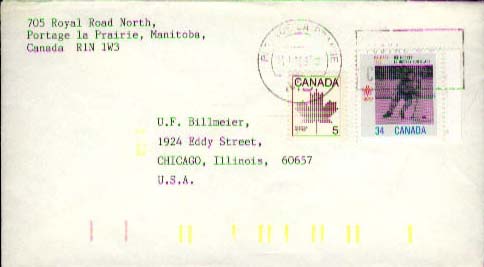 705 Royal Road North,
Portage la Prairie, Manitoba,
Canada R1N 1W3
CANADA
5
34 CANADA
U.F. Billmeier,
1924 Eddy Street,
CHICAGO, Illinois, 60657
U.S.A.